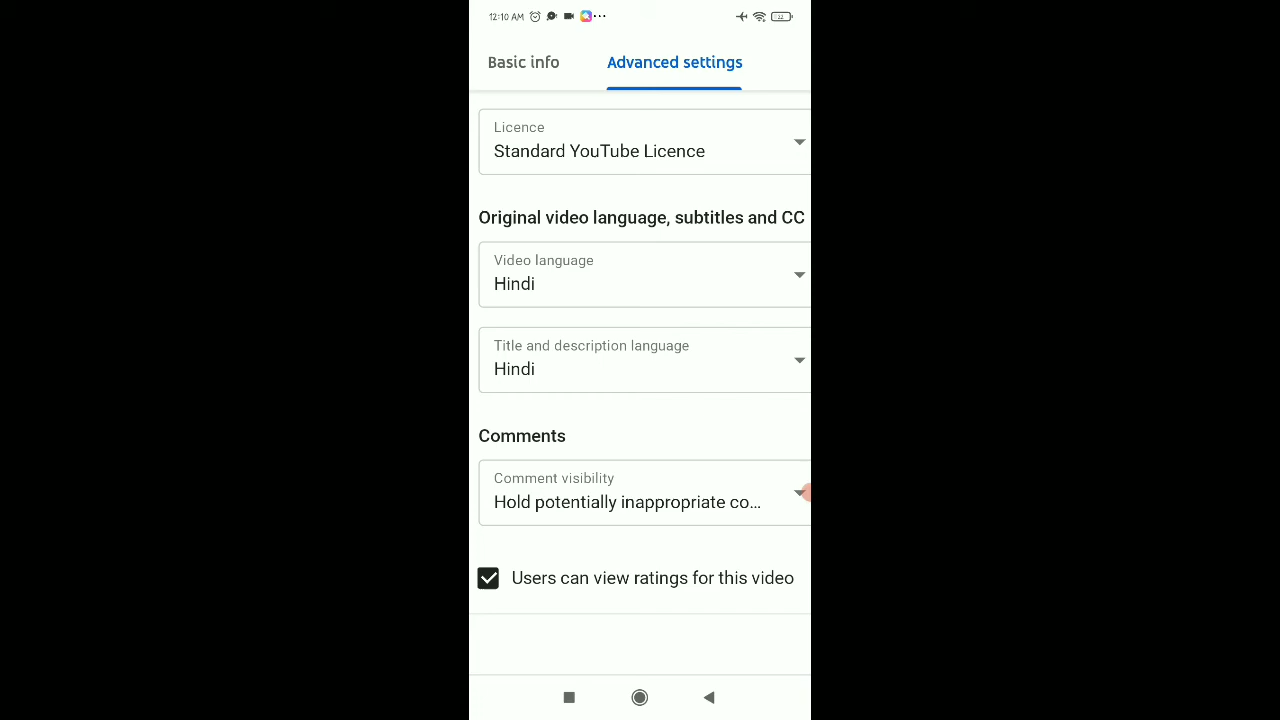 12:10 AM
22
Basic info
Advanced settings
Licence
Standard YouTube Licence
Original video language, subtitles and CC
Video language
Hindi
Title and description language
Hindi
Comments
Comment visibility
Hold potentially inappropriate co...
Users can view ratings for this video